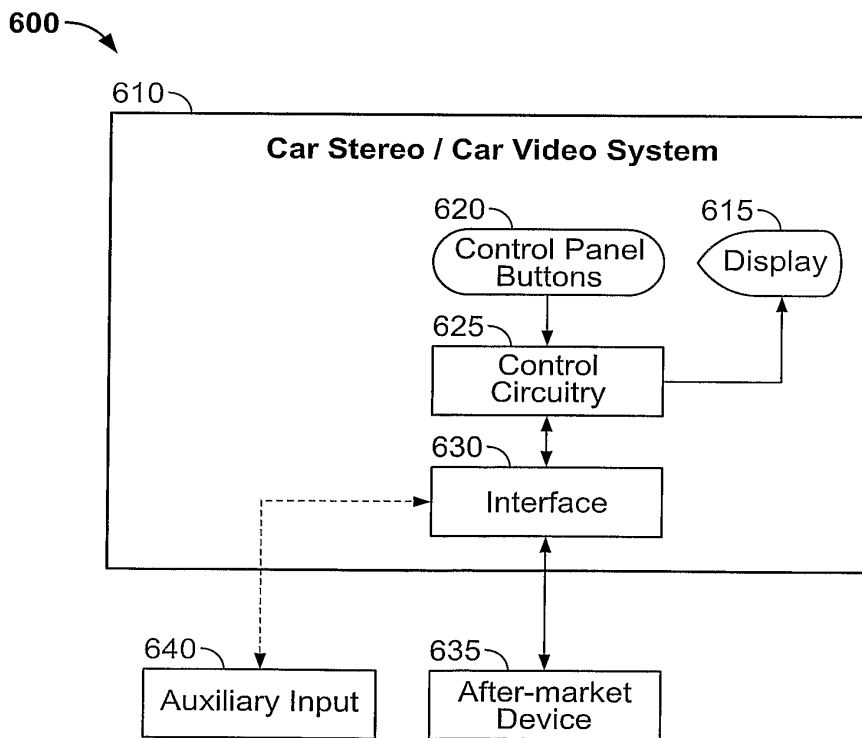 600
610
Car Stereo / Car Video System
620
615
Control Panel
Buttons
Display
625
Control
Circuitry
630
Interface
640
635
Auxiliary Input
After-market
Device